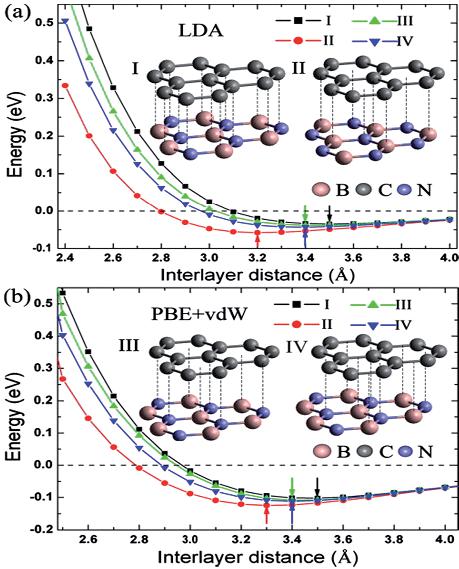 (a)
LDA
I
II
III
IV
I
II
Energy (eV)
0.5
0.4
0.3
0.2
0.1
0.0
-0.1
B C N
2.4 2.6 2.8 3.0 3.2 3.4 3.6 3.8 4.0
Interlayer distance (Å)
(b)
PBE+vdW
I
II
III
IV
III
IV
Energy (eV)
0.5
0.4
0.3
0.2
0.1
0.0
-0.1
-0.2
B C N
2.6 2.8 3.0 3.2 3.4 3.6 3.8 4.0
Interlayer distance (Å)